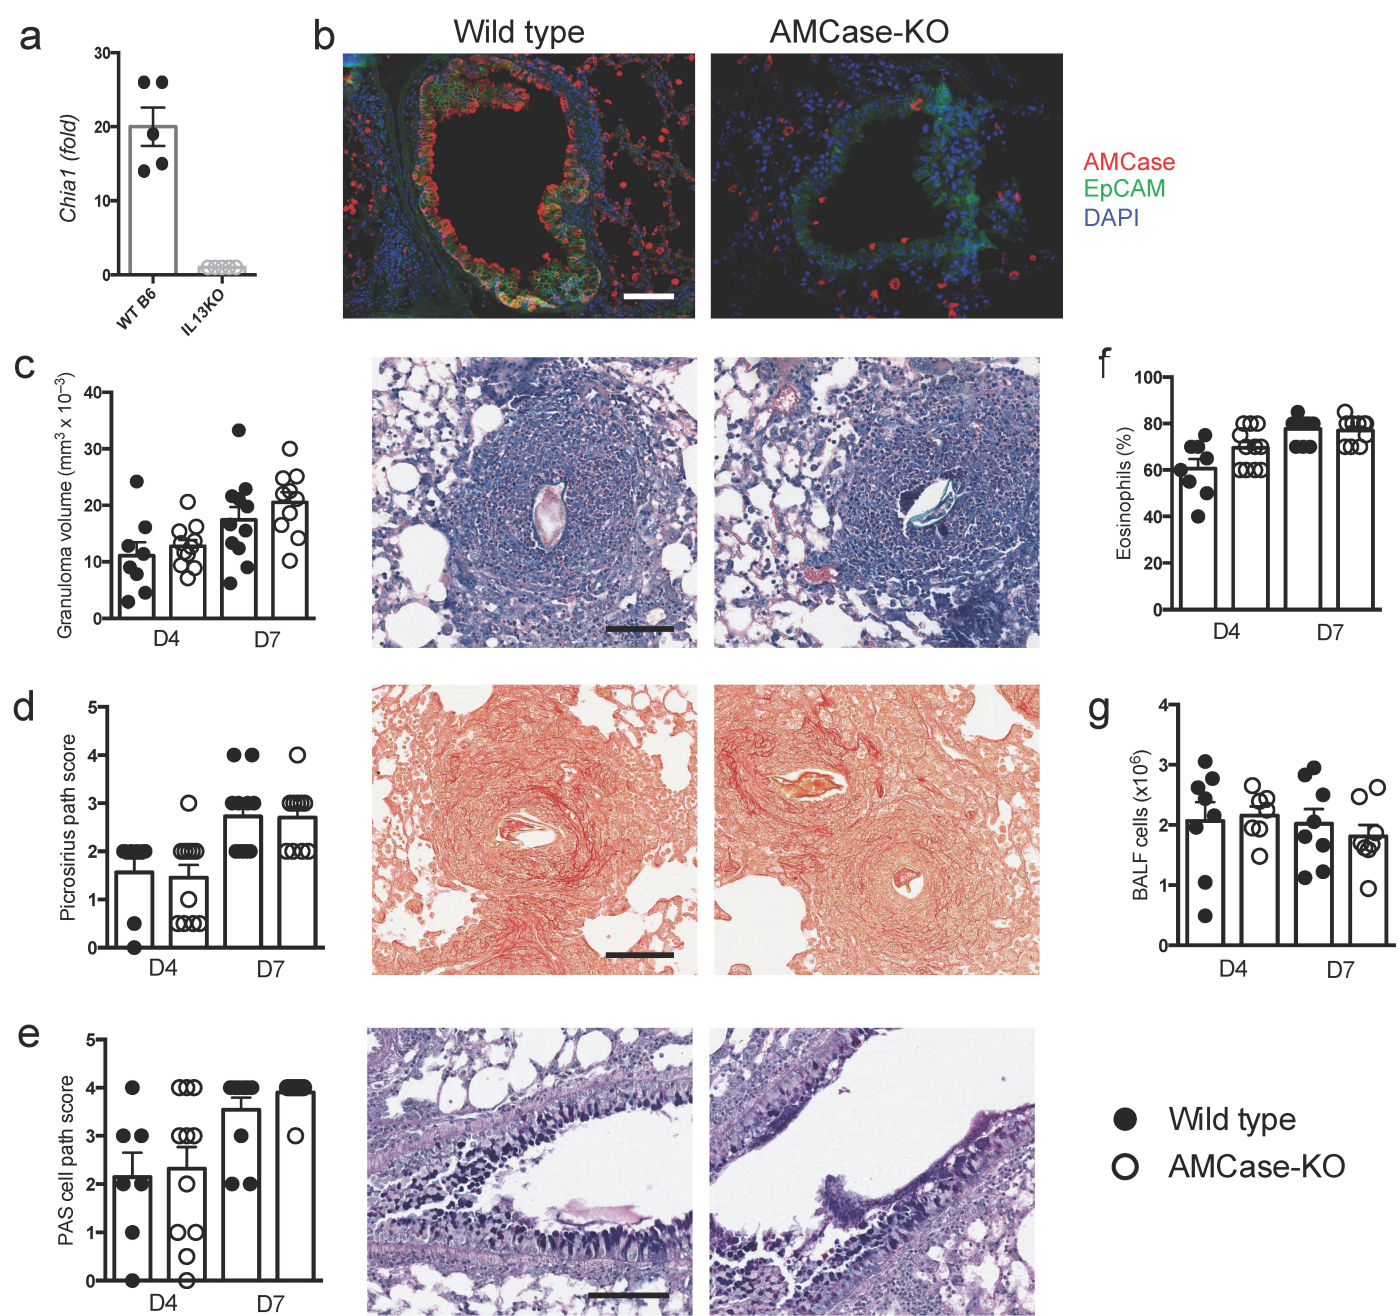 a
30
20
10
0
Chia1 (fold)
WT B6
IL13KO
b
Wild type
AMCase-KO
AMCase
EpCAM
DAPI
c
40
30
20
10
0
Granuloma volume (mm³ x 10⁻³)
D4
D7
f
100
80
60
40
20
0
Eosinophils (%)
D4
D7
d
5
4
3
2
1
0
Picrosirius path score
D4
D7
g
4
3
2
1
0
BALF cells (x10⁶)
D4
D7
e
5
4
3
2
1
0
PAS cell path score
D4
D7
Wild type
AMCase-KO